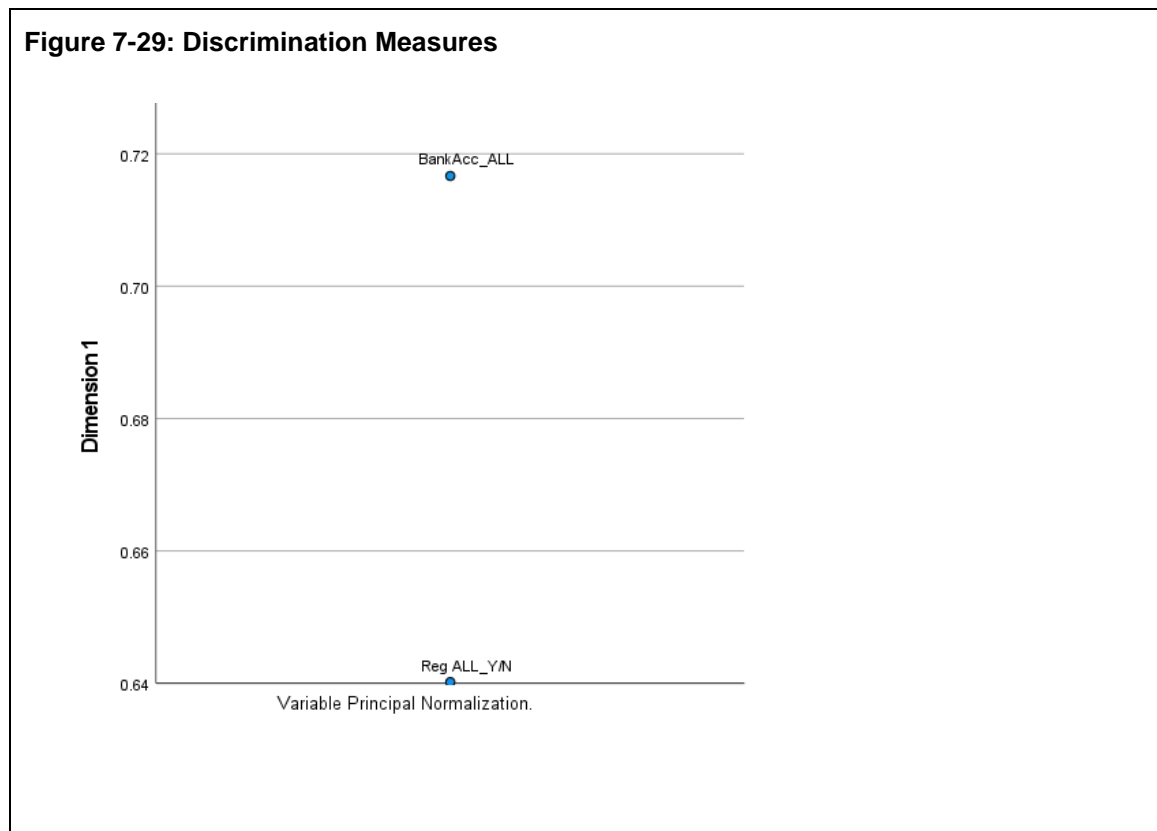 Figure 7-29: Discrimination Measures
0.72
BankAcc_ALL
0.70
Dimension 1
0.68
0.66
Reg ALL_Y/N
0.64
Variable Principal Normalization.